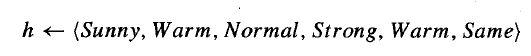 h ← ⟨Sunny, Warm, Normal, Strong, Warm, Same⟩